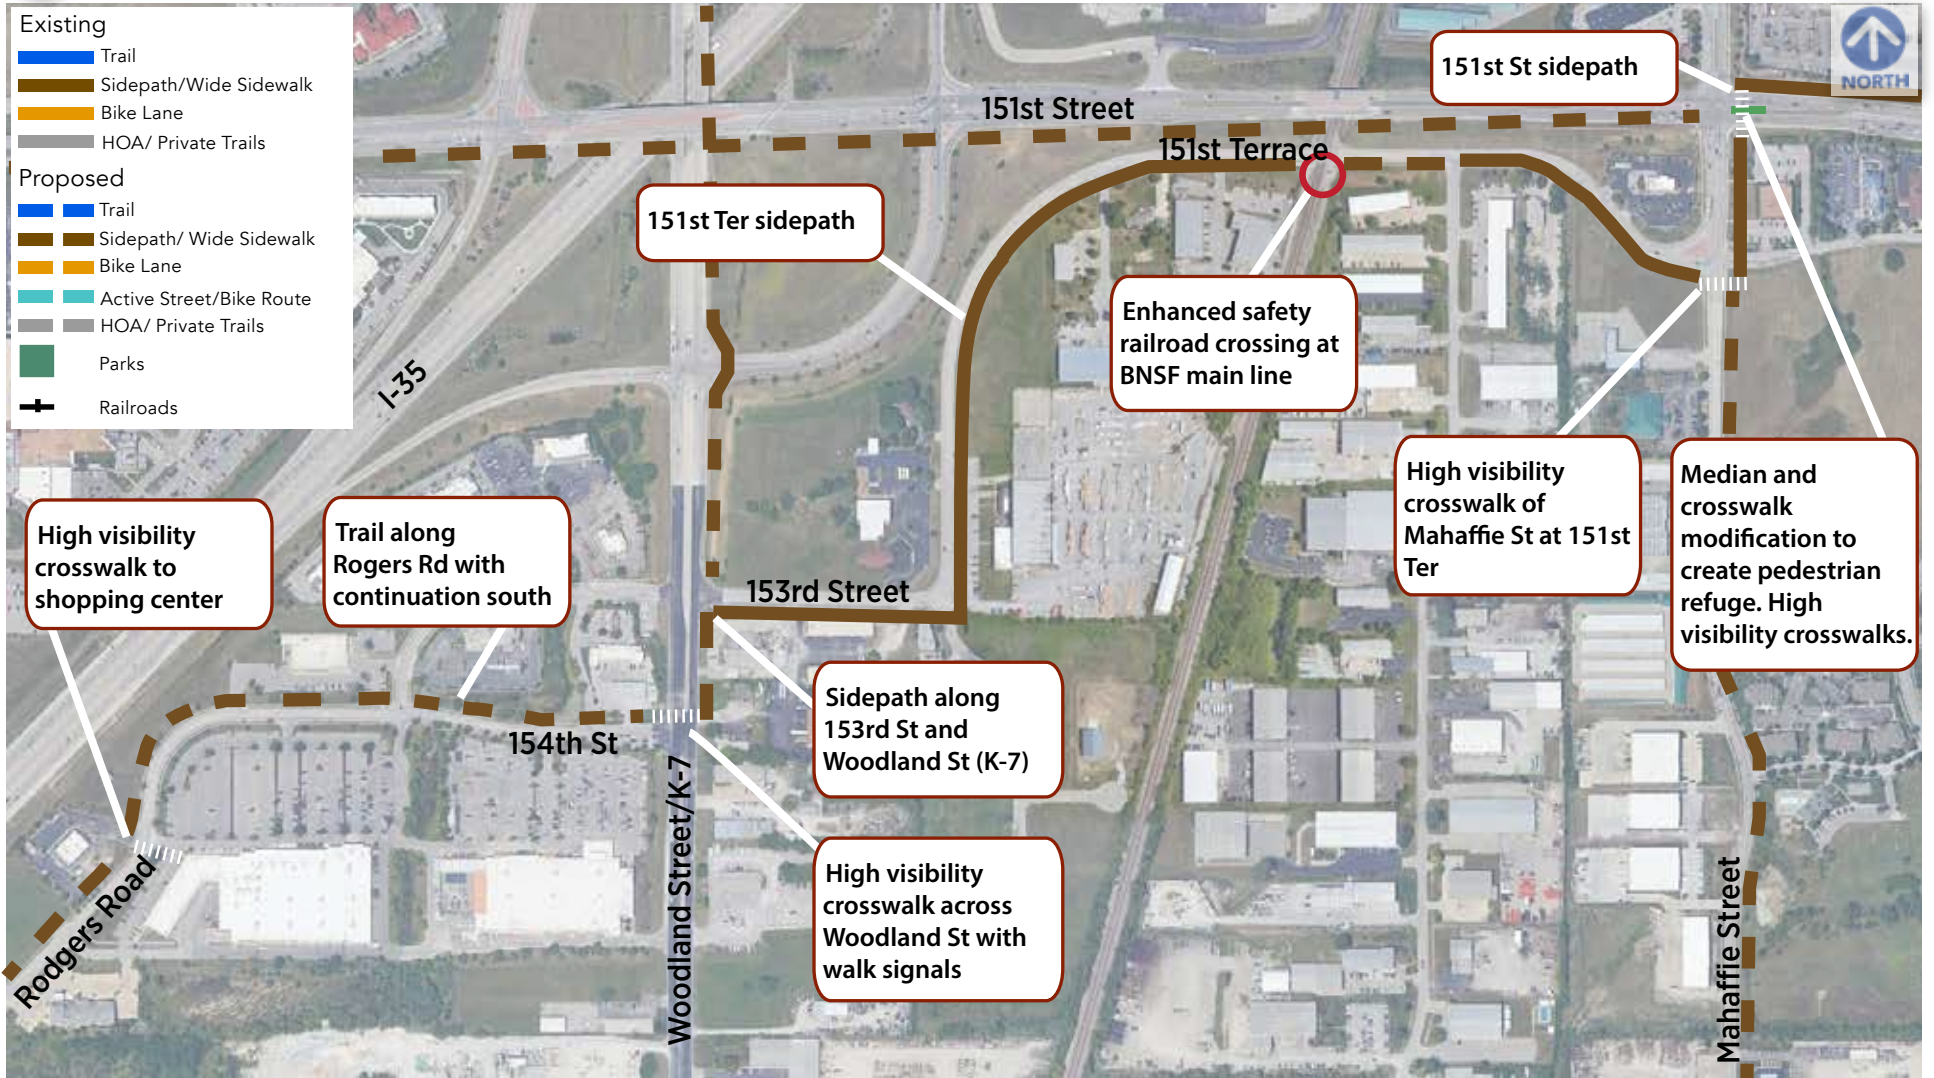 Existing
Trail
Sidepath/Wide Sidewalk
Bike Lane
HOA/ Private Trails
Proposed
Trail
Sidepath/ Wide Sidewalk
Bike Lane
Active Street/Bike Route
HOA/ Private Trails
Parks
Railroads
NORTH
151st St sidepath
151st Street
151st Terrace
151st Ter sidepath
Enhanced safety
railroad crossing at
BNSF main line
I-35
High visibility
crosswalk of
Mahaffie St at 151st
Ter
Median and
crosswalk
modification to
create pedestrian
refuge. High
visibility crosswalks.
High visibility
crosswalk to
shopping center
Trail along
Rogers Rd with
continuation south
153rd Street
Sidepath along
153rd St and
Woodland St (K-7)
154th St
High visibility
crosswalk across
Woodland St with
walk signals
Rodgers Road
Woodland Street/K-7
Mahaffie Street